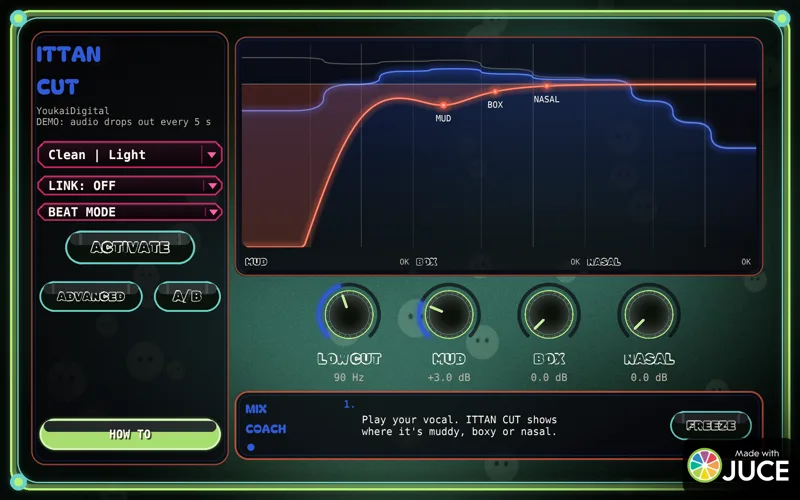 ITTAN
CUT
YoukaiDigital
DEMO: audio drops out every 5 s
Clean | Light
LINK: OFF
BEAT MODE
ACTIVATE
ADVANCED
A/B
HOW TO
MUD
BOX
NASAL
MUD
OK
BOX
OK
NASAL
OK
LOWCUT
MUD
BOX
NASAL
90 Hz
+3.0 dB
0.0 dB
0.0 dB
MIX
COACH
1.
Play your vocal. ITTAN CUT shows
where it's muddy, boxy or nasal.
FREEZE
Made with
JUCE